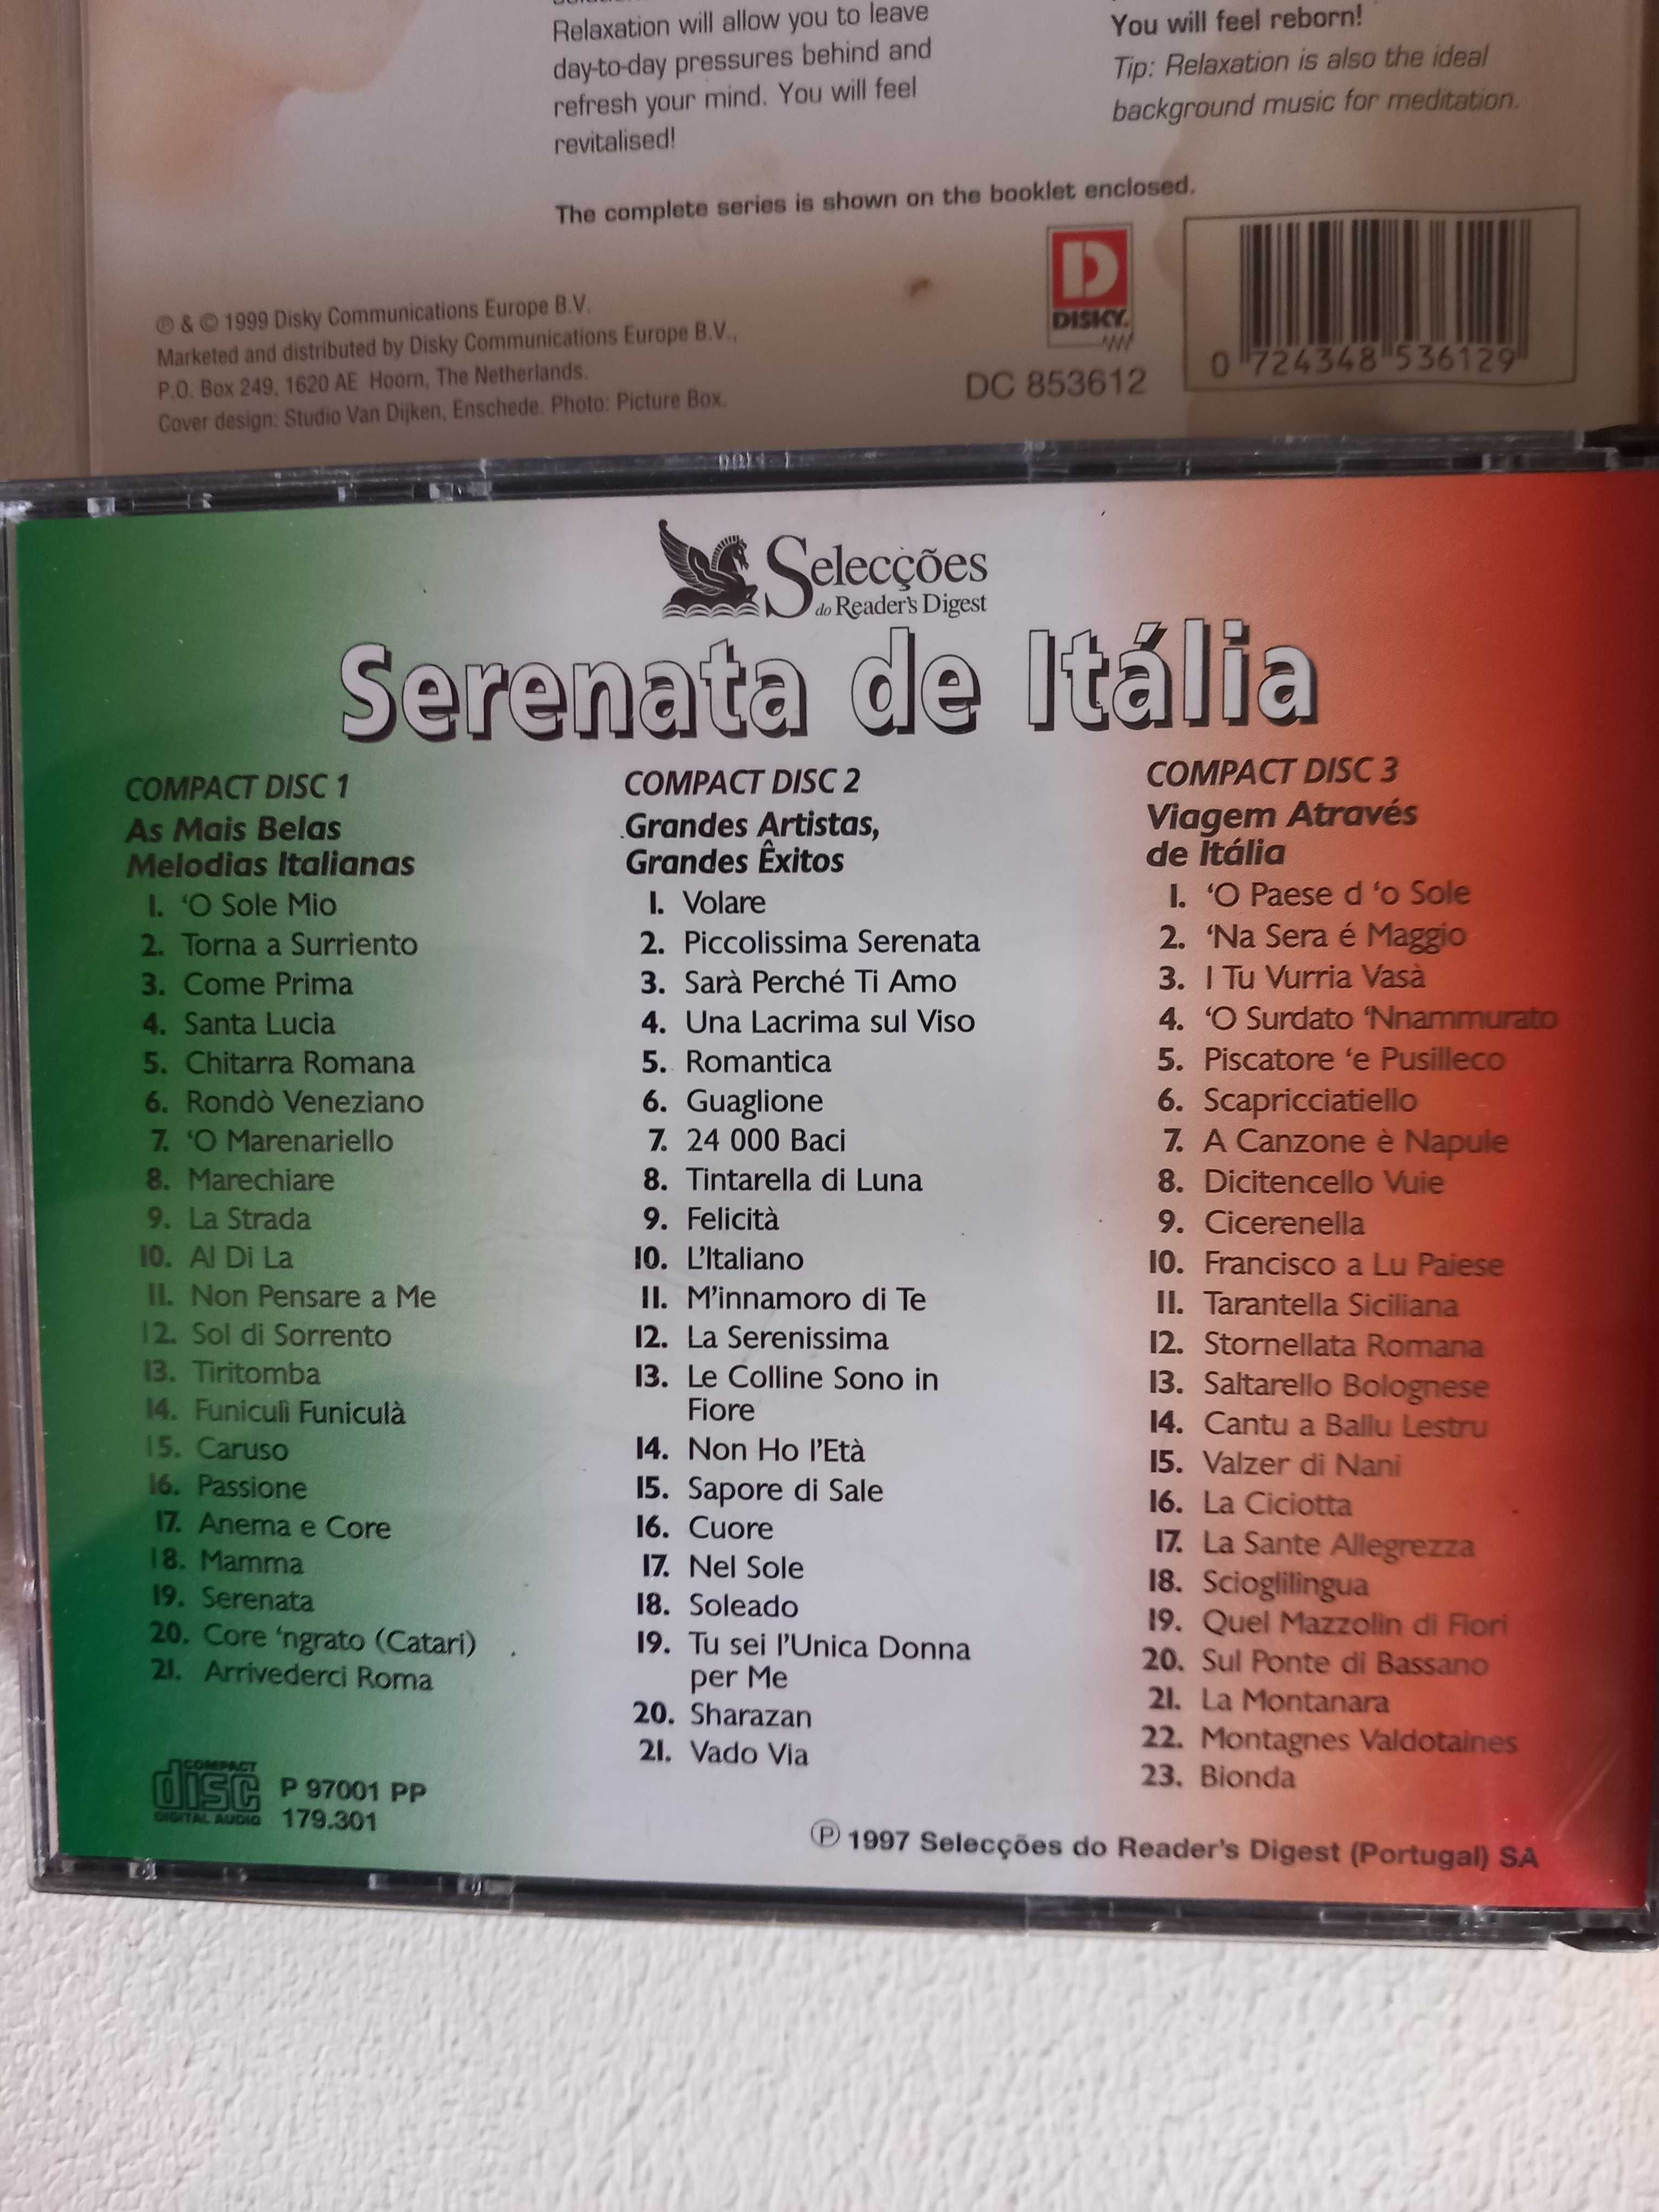 Relaxation will allow you to leave
day-to-day pressures behind and
refresh your mind. You will feel
revitalised!
You will feel reborn!
Tip: Relaxation is also the ideal
background music for meditation.
The complete series is shown on the booklet enclosed.
℗ & © 1999 Disky Communications Europe B.V.
Marketed and distributed by Disky Communications Europe B.V.,
P.O. Box 249, 1620 AE Hoorn, The Netherlands.
Cover design: Studio Van Dijken, Enschede. Photo: Picture Box.
DISKY.
DC 853612
0 724348 536129
Selecções
do Reader's Digest
Serenata de Itália
COMPACT DISC 1
As Mais Belas
Melodias Italianas
1. 'O Sole Mio
2. Torna a Surriento
3. Come Prima
4. Santa Lucia
5. Chitarra Romana
6. Rondò Veneziano
7. 'O Marenariello
8. Marechiare
9. La Strada
10. Al Di La
11. Non Pensare a Me
12. Sol di Sorrento
13. Tiritomba
14. Funiculì Funiculà
15. Caruso
16. Passione
17. Anema e Core
18. Mamma
19. Serenata
20. Core 'ngrato (Catari)
21. Arrivederci Roma
COMPACT DISC 2
Grandes Artistas,
Grandes Êxitos
1. Volare
2. Piccolissima Serenata
3. Sarà Perché Ti Amo
4. Una Lacrima sul Viso
5. Romantica
6. Guaglione
7. 24 000 Baci
8. Tintarella di Luna
9. Felicità
10. L'Italiano
11. M'innamoro di Te
12. La Serenissima
13. Le Colline Sono in
Fiore
14. Non Ho l'Età
15. Sapore di Sale
16. Cuore
17. Nel Sole
18. Soleado
19. Tu sei l'Unica Donna
per Me
20. Sharazan
21. Vado Via
COMPACT DISC 3
Viagem Através
de Itália
1. 'O Paese d 'o Sole
2. 'Na Sera é Maggio
3. I Tu Vurria Vasà
4. 'O Surdato 'Nnammurato
5. Piscatore 'e Pusilleco
6. Scapricciatiello
7. A Canzone è Napule
8. Dicitencello Vuie
9. Cicerenella
10. Francisco a Lu Paiese
11. Tarantella Siciliana
12. Stornellata Romana
13. Saltarello Bolognese
14. Cantu a Ballu Lestru
15. Valzer di Nani
16. La Ciciotta
17. La Sante Allegrezza
18. Scioglilingua
19. Quel Mazzolin di Fiori
20. Sul Ponte di Bassano
21. La Montanara
22. Montagnes Valdotaines
23. Bionda
COMPACT
disc
DIGITAL AUDIO
P 97001 PP
179.301
℗ 1997 Selecções do Reader's Digest (Portugal) SA